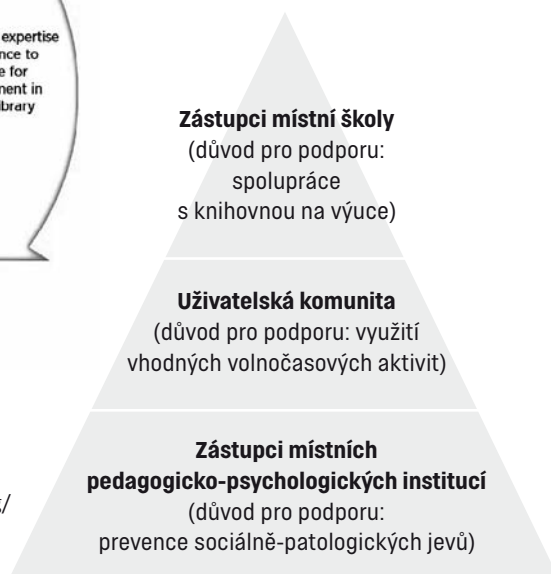 expertise
nce to
e for
nent in
ibrary
Zástupci místní školy
(důvod pro podporu:
spolupráce
s knihovnou na výuce)
Uživatelská komunita
(důvod pro podporu: využití
vhodných volnočasových aktivit)
Zástupci místních
pedagogicko-psychologických institucí
(důvod pro podporu:
prevence sociálně-patologických jevů)